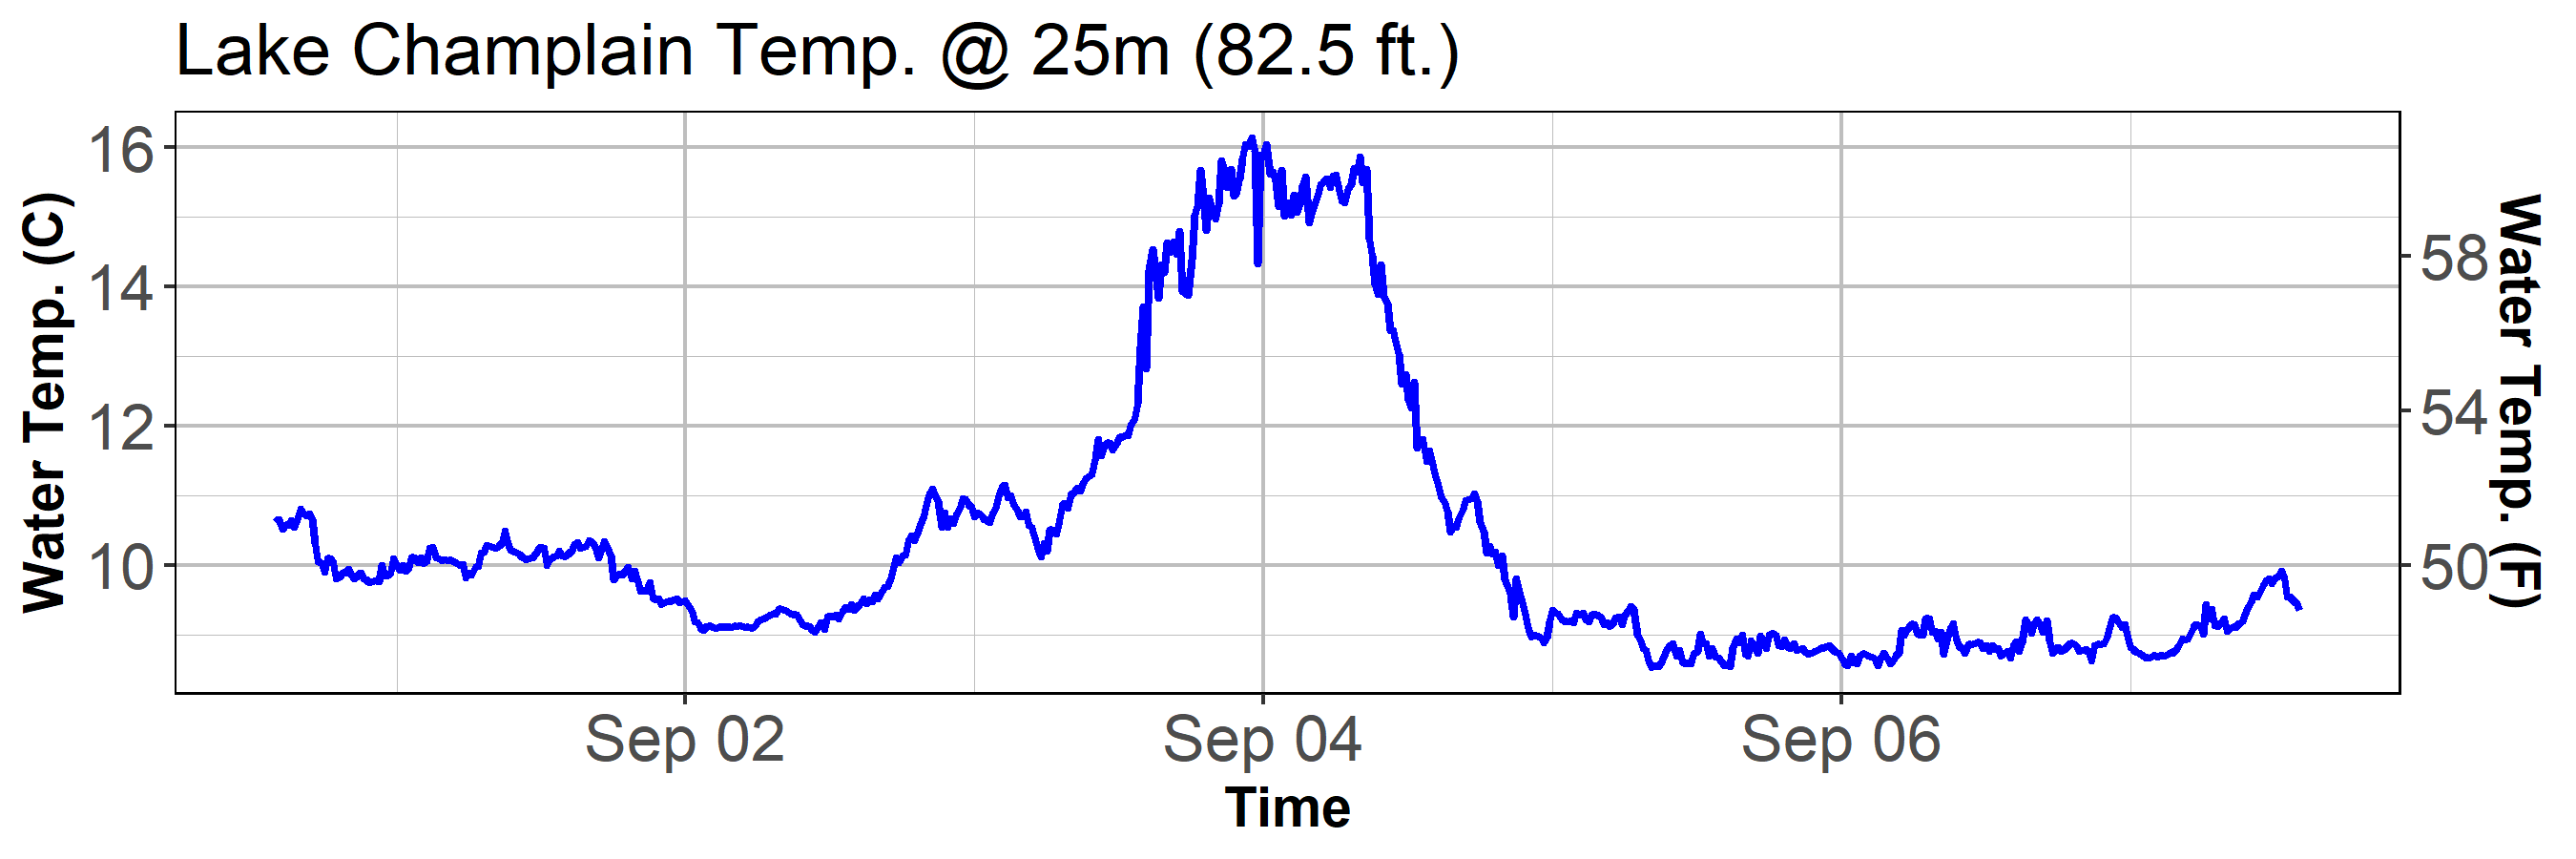 Lake Champlain Temp. @ 25m (82.5 ft.)
Water Temp. (C)
16
14
12
10
58
54
50
Water Temp. (F)
Sep 02
Sep 04
Sep 06
Time